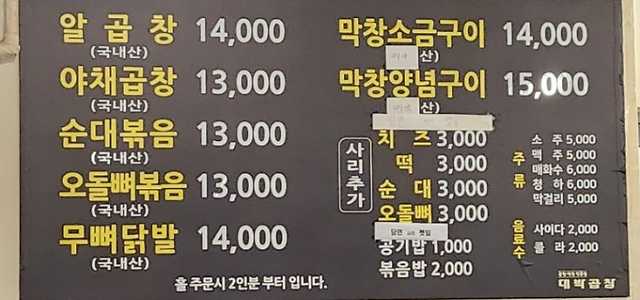 알 곱 창 14,000
(국내산)
야채곱창 13,000
(국내산)
순대볶음 13,000
(국내산)
오돌뼈볶음 13,000
(국내산)
무뼈닭발 14,000
(국내산)
홀 주문시 2인분 부터 입니다.
막창소금구이 14,000
산)
막창양념구이 15,000
산)
사리추가
치 즈 3,000
떡 3,000
순 대 3,000
오돌뼈 3,000
공기밥 1,000
볶음밥 2,000
주류
소 주 5,000
맥 주 5,000
매화수 6,000
청 하 6,000
막걸리 5,000
음료수
사이다 2,000
콜 라 2,000
대박곱창